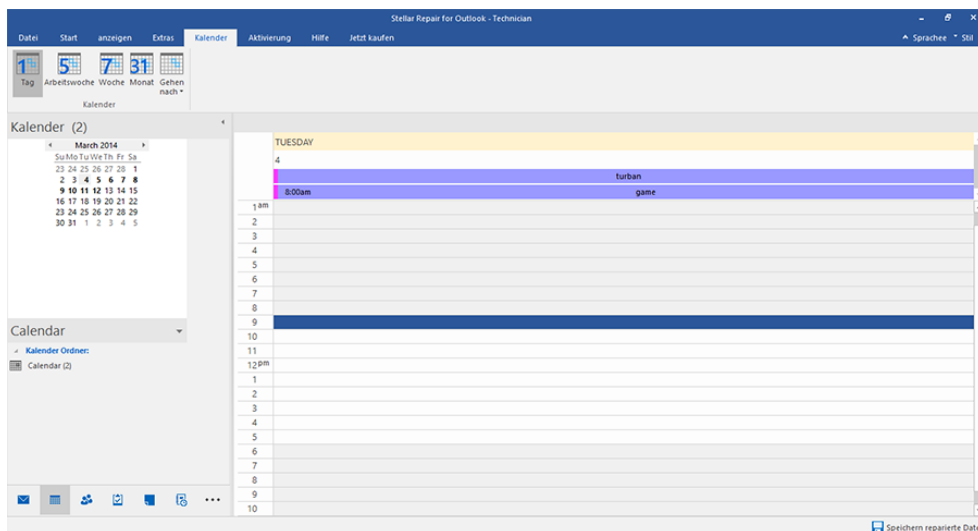 Stellar Repair for Outlook - Technician
Datei Start anzeigen Extras Kalender Aktivierung Hilfe Jetzt kaufen Sprachee Stil
1 5 7 31
Tag Arbeitswoche Woche Monat Gehen nach
Kalender
Kalender (2)
March 2014
Su Mo Tu We Th Fr Sa
23 24 25 26 27 28 1
2 3 4 5 6 7 8
9 10 11 12 13 14 15
16 17 18 19 20 21 22
23 24 25 26 27 28 29
30 31 1 2 3 4 5
Calendar
Kalender Ordner:
Calendar (2)
TUESDAY
4
turban
8:00am game
1 am
2
3
4
5
6
7
8
9
10
11
12 pm
1
2
3
4
5
6
7
8
9
10
Speichern reparierte Date